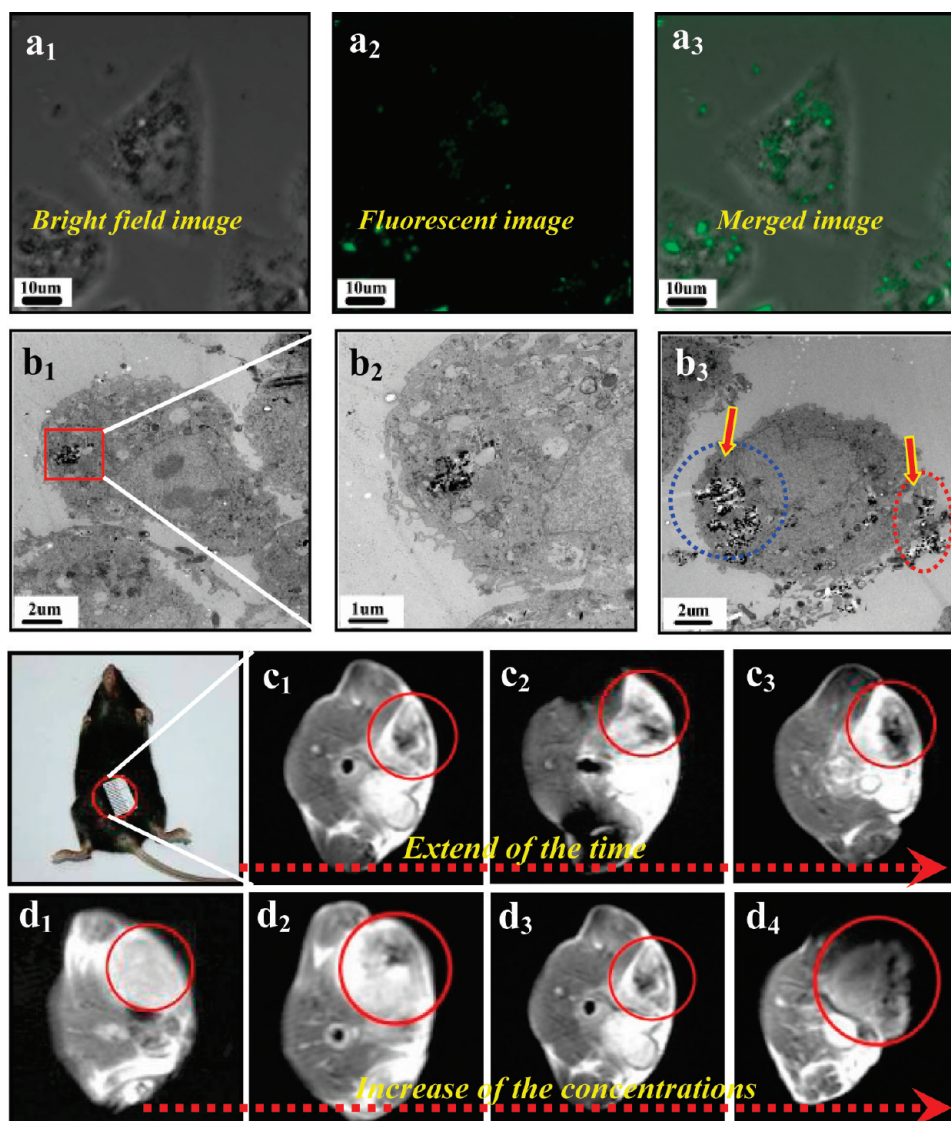 a1
a2
a3
Bright field image
Fluorescent image
Merged image
10um
10um
10um
b1
b2
b3
2um
1um
2um
c1
c2
c3
Extend of the time
d1
d2
d3
d4
Increase of the concentrations